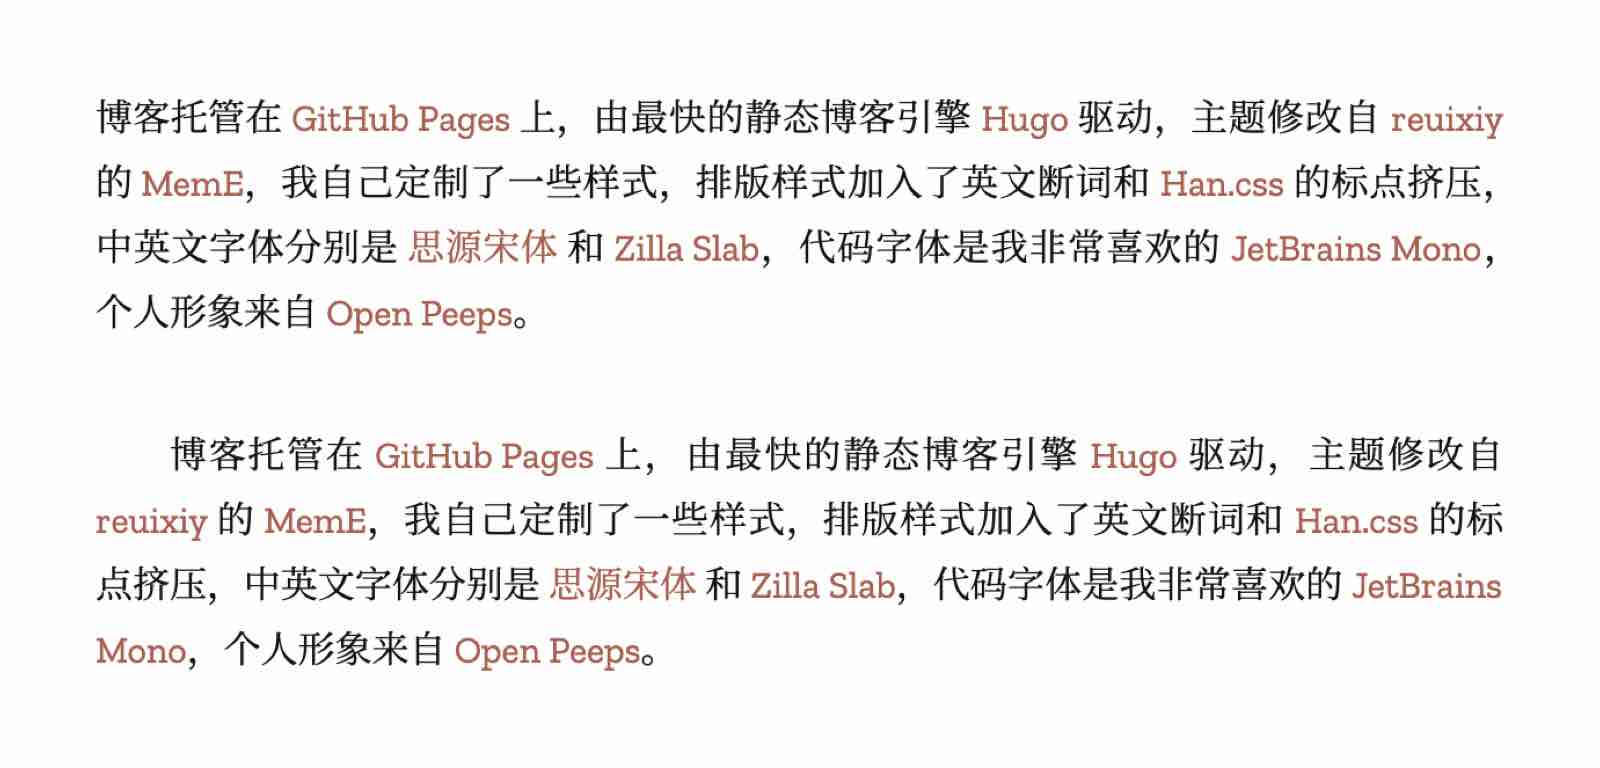 博客托管在 GitHub Pages 上，由最快的静态博客引擎 Hugo 驱动，主题修改自 reuixiy
的 MemE，我自己定制了一些样式，排版样式加入了英文断词和 Han.css 的标点挤压，
中英文字体分别是 思源宋体 和 Zilla Slab，代码字体是我非常喜欢的 JetBrains Mono，
个人形象来自 Open Peeps。
博客托管在 GitHub Pages 上，由最快的静态博客引擎 Hugo 驱动，主题修改自
reuixiy 的 MemE，我自己定制了一些样式，排版样式加入了英文断词和 Han.css 的标
点挤压，中英文字体分别是 思源宋体 和 Zilla Slab，代码字体是我非常喜欢的 JetBrains
Mono，个人形象来自 Open Peeps。